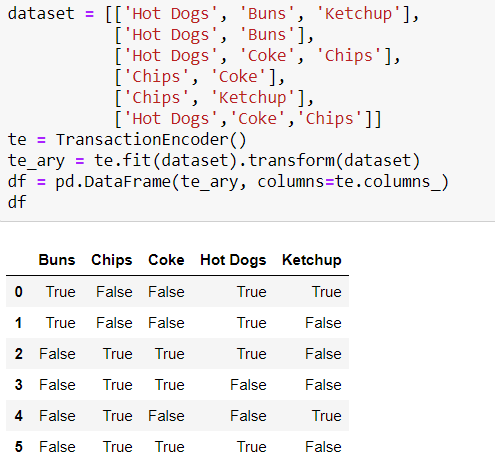 dataset = [['Hot Dogs', 'Buns', 'Ketchup'],
['Hot Dogs', 'Buns'],
['Hot Dogs', 'Coke', 'Chips'],
['Chips', 'Coke'],
['Chips', 'Ketchup'],
['Hot Dogs','Coke','Chips']]
te = TransactionEncoder()
te_ary = te.fit(dataset).transform(dataset)
df = pd.DataFrame(te_ary, columns=te.columns_)
df
Buns Chips Coke Hot Dogs Ketchup
0 True False False True True
1 True False False True False
2 False True True True False
3 False True True False False
4 False True False False True
5 False True True True False